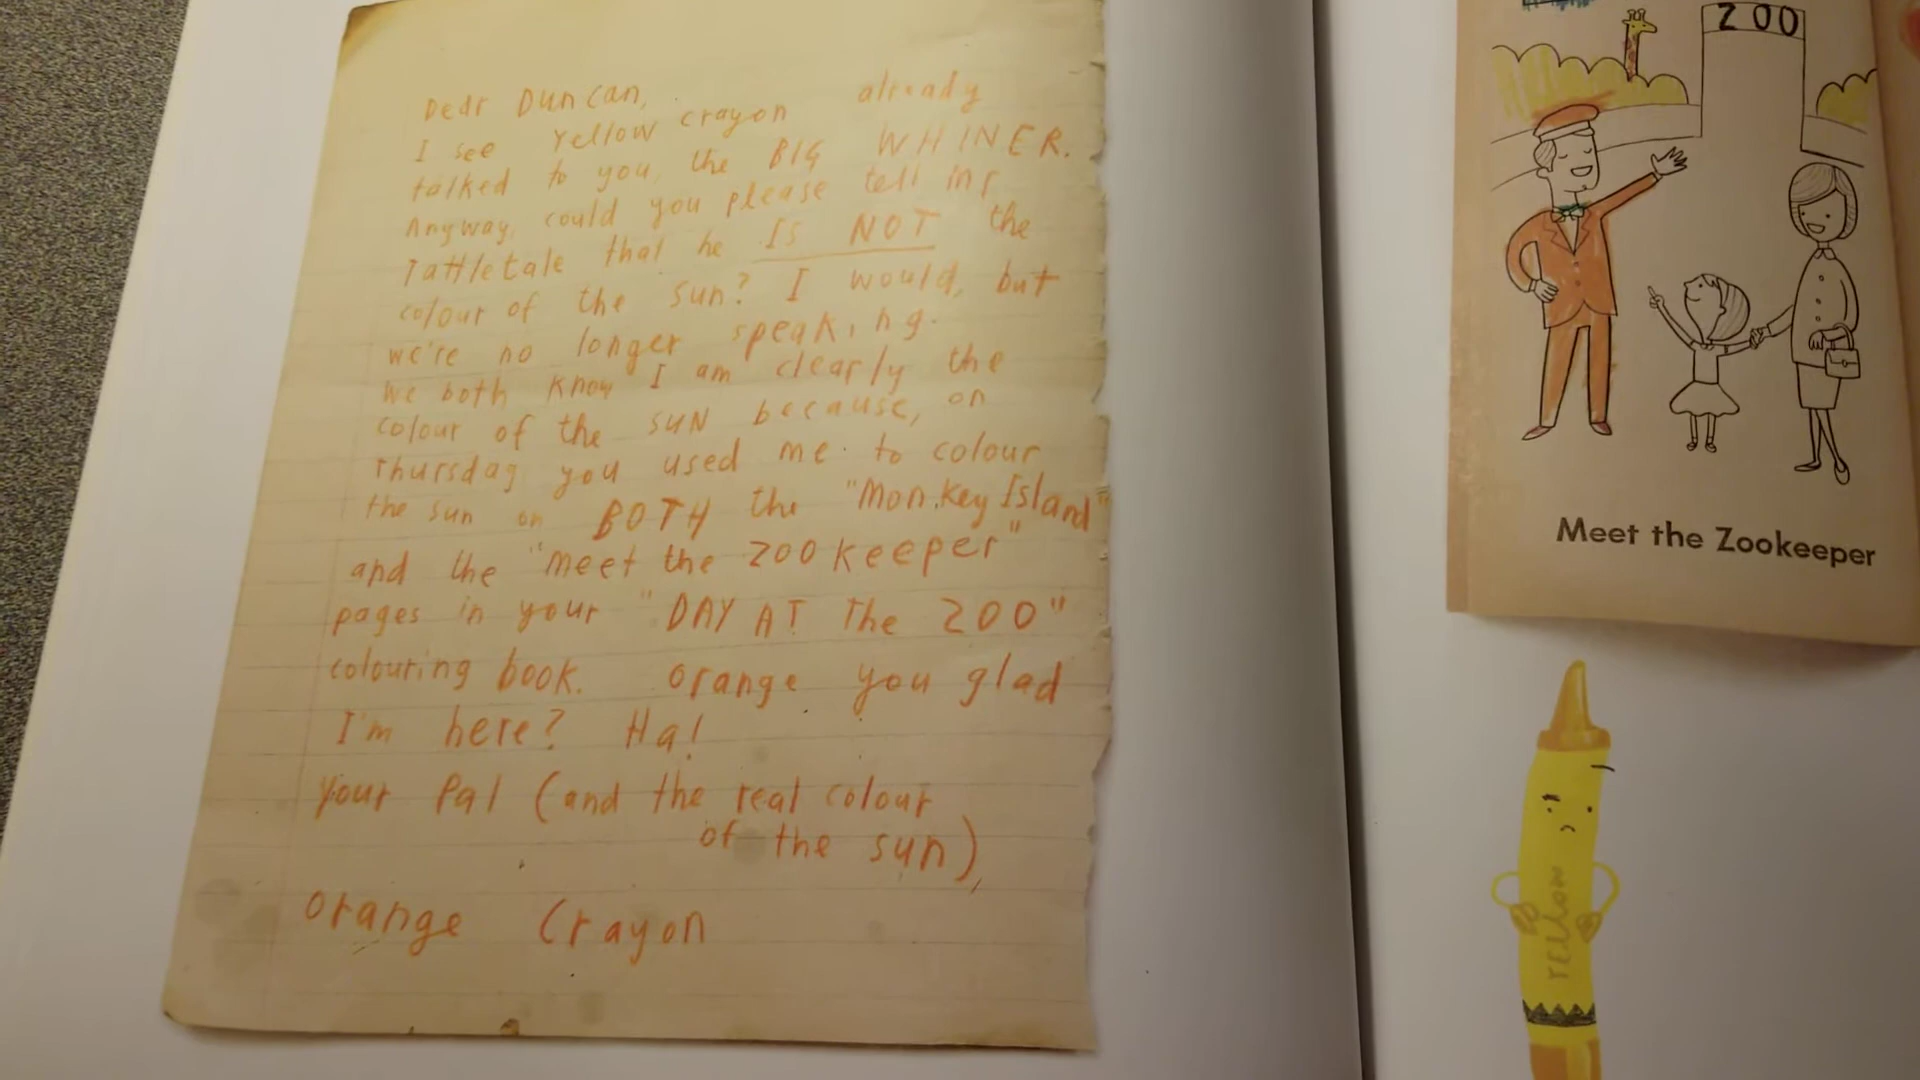 Dear Duncan,
I see Yellow crayon already
talked to you, the BIG WHINER.
Anyway, could you please tell mr
Tattletale that he IS NOT the
colour of the sun? I would, but
we're no longer speaking.
We both know I am clearly the
colour of the SUN because, on
Thursday, you used me to colour
the sun on BOTH the "Monkey Island"
and the "meet the zookeeper"
pages in your "DAY AT The ZOO"
colouring book. Orange you glad
I'm here? Ha!
Your Pal (and the real colour
of the sun),
Orange Crayon
ZOO
Meet the Zookeeper
Yellow